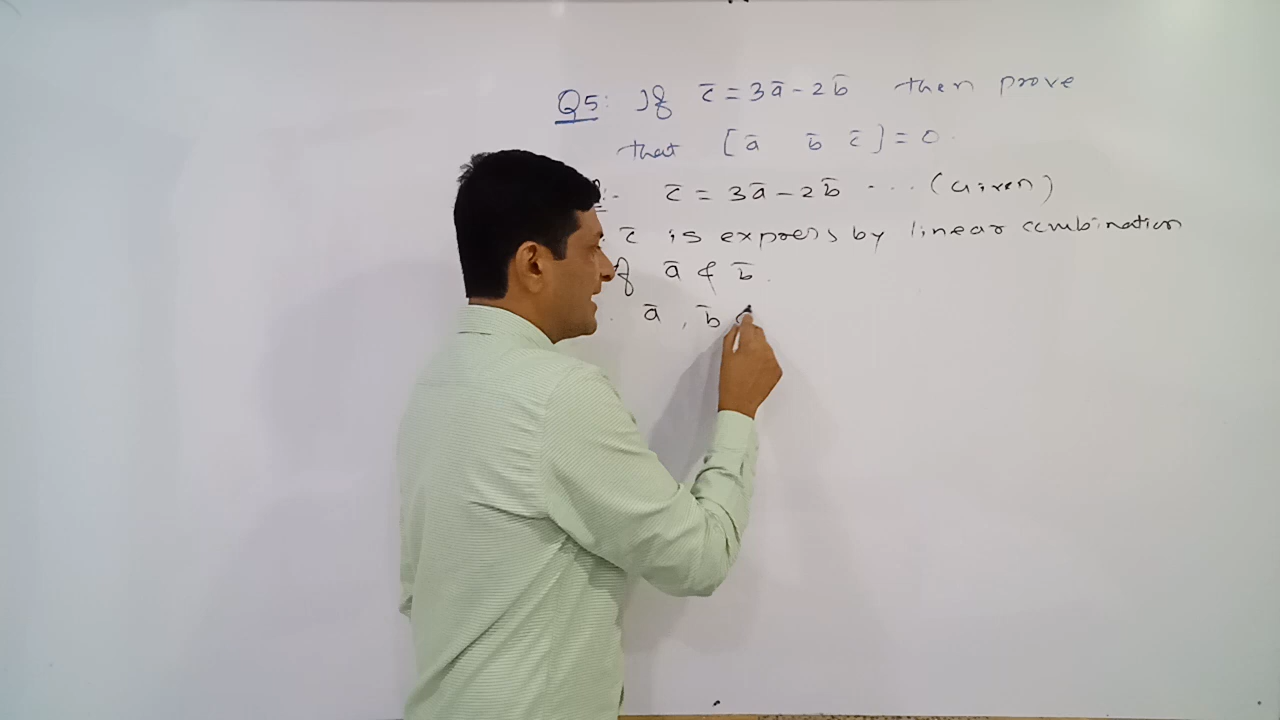 Q5: If c̄ = 3ā - 2b̄ then prove
that [ā b̄ c̄] = 0.
c̄ = 3ā - 2b̄ ... (Given)
c̄ is express by linear combination
of ā & b̄.
ā, b̄